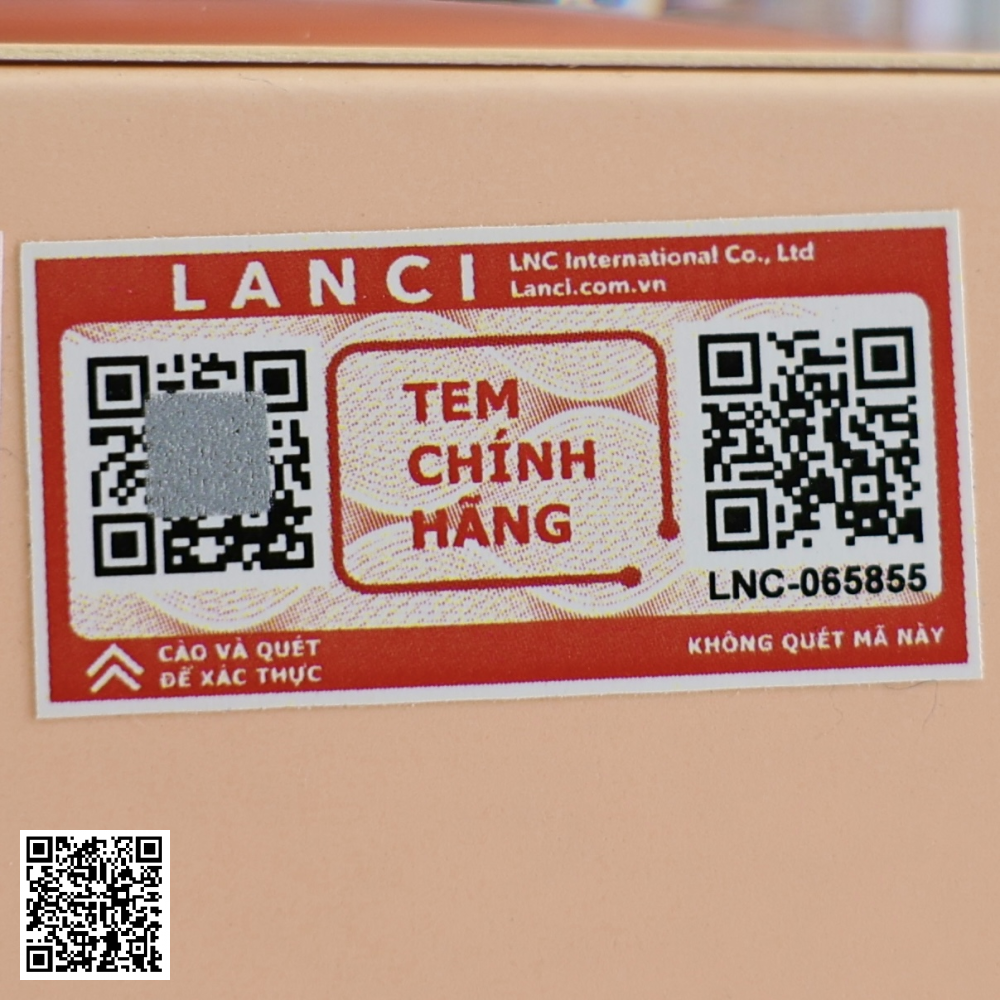 LANCI
LNC International Co., Ltd
Lanci.com.vn
TEM
CHÍNH
HÃNG
LNC-065855
CÀO VÀ QUÉT
ĐỂ XÁC THỰC
KHÔNG QUÉT MÃ NÀY